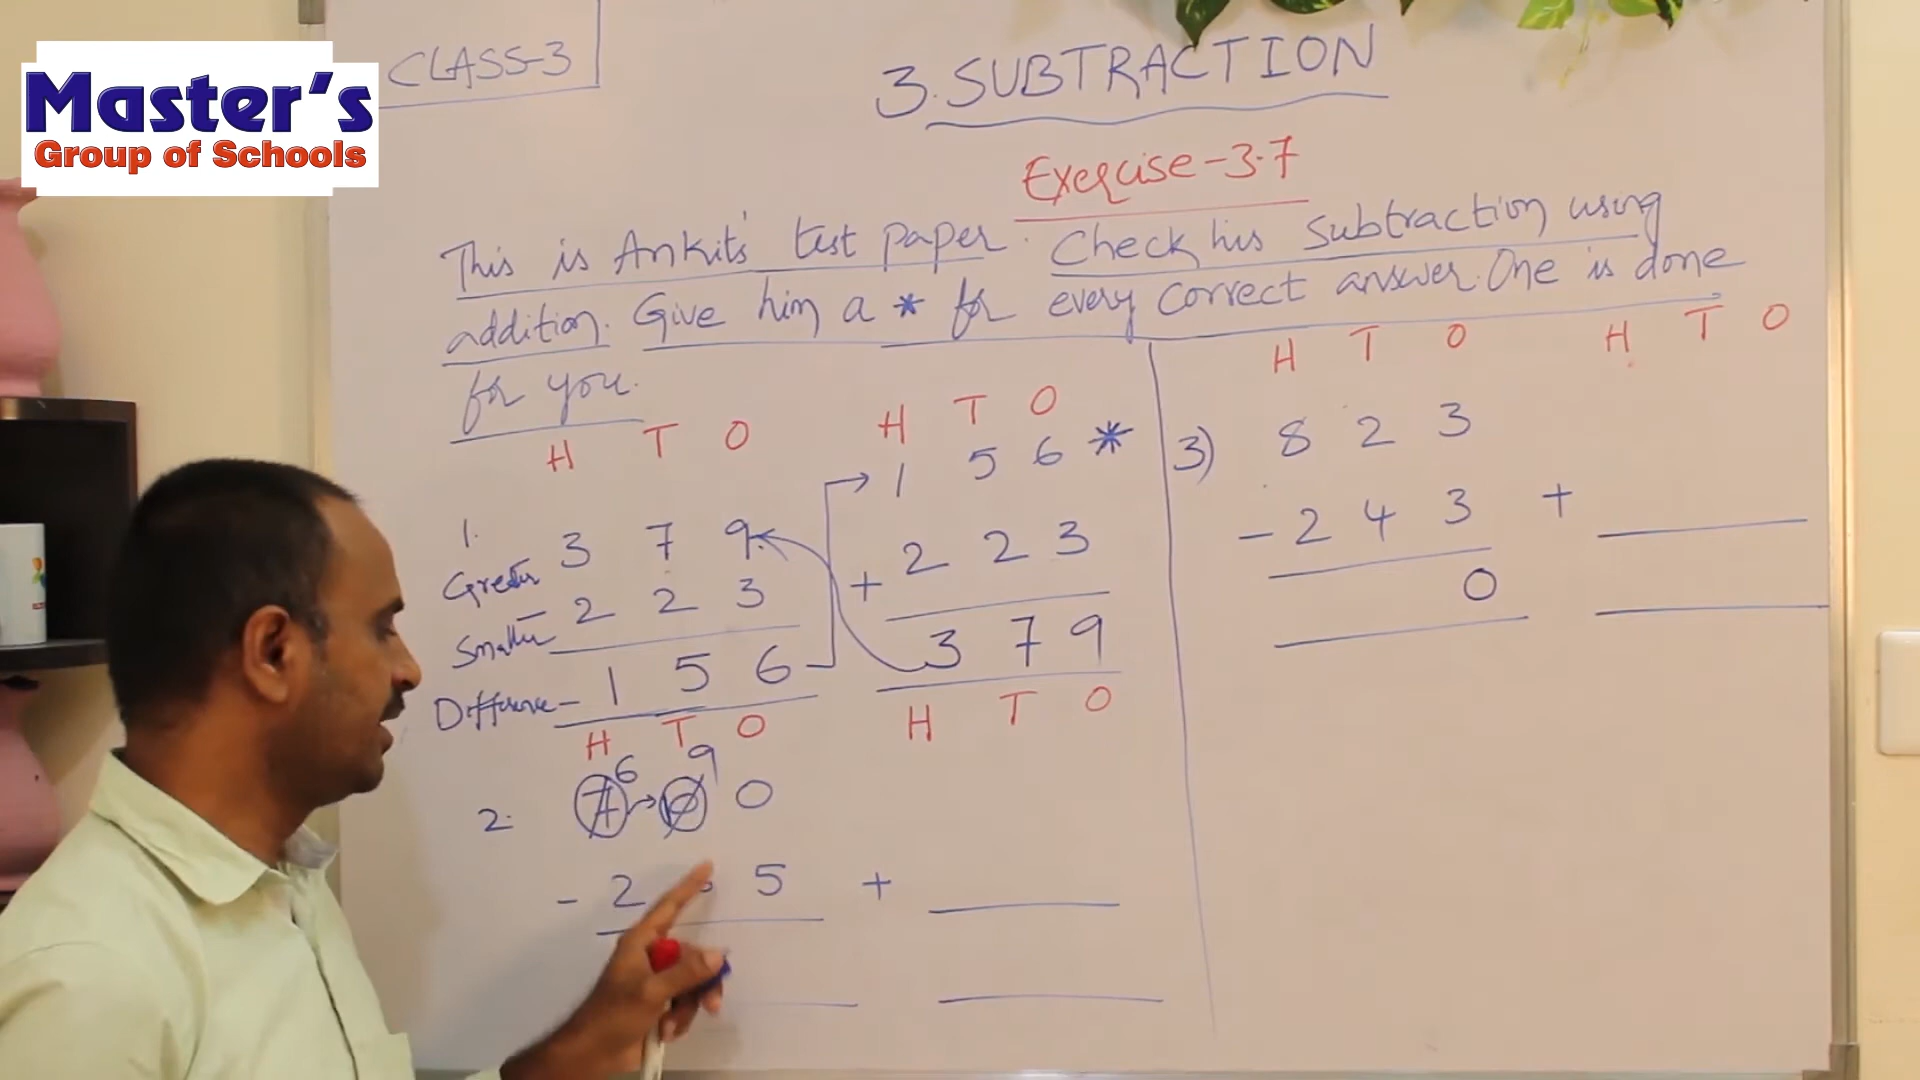 Master's
Group of Schools
CLASS-3
3. SUBTRACTION
Exercise-3.7
This is Ankit's test paper. Check his subtraction using
addition. Give him a * for every correct answer. One is done
for you.
H T O
1.
Greater 3 7 9
Smaller - 2 2 3
Difference - 1 5 6
H T O
1 5 6 *
+ 2 2 3
3 7 9
H T O
6 9
2. 7 10 0
- 2 5
+
H T O
H T O
3) 8 2 3
- 2 4 3
0
+
H T O